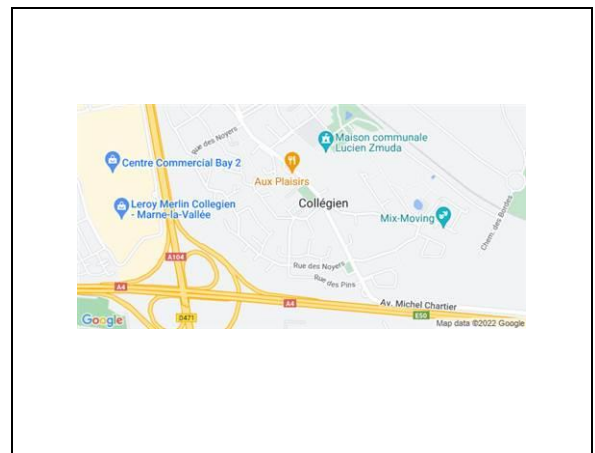 Rue des Noyers
Maison communale
Lucien Zmuda
Centre Commercial Bay 2
Aux Plaisirs
Leroy Merlin Collegien
- Marne-la-Vallée
Collégien
Mix-Moving
Chem. des Bordes
A104
Rue des Noyers
Rue des Pins
A4
A4
Av. Michel Chartier
E50
Google
D471
Map data ©2022 Google